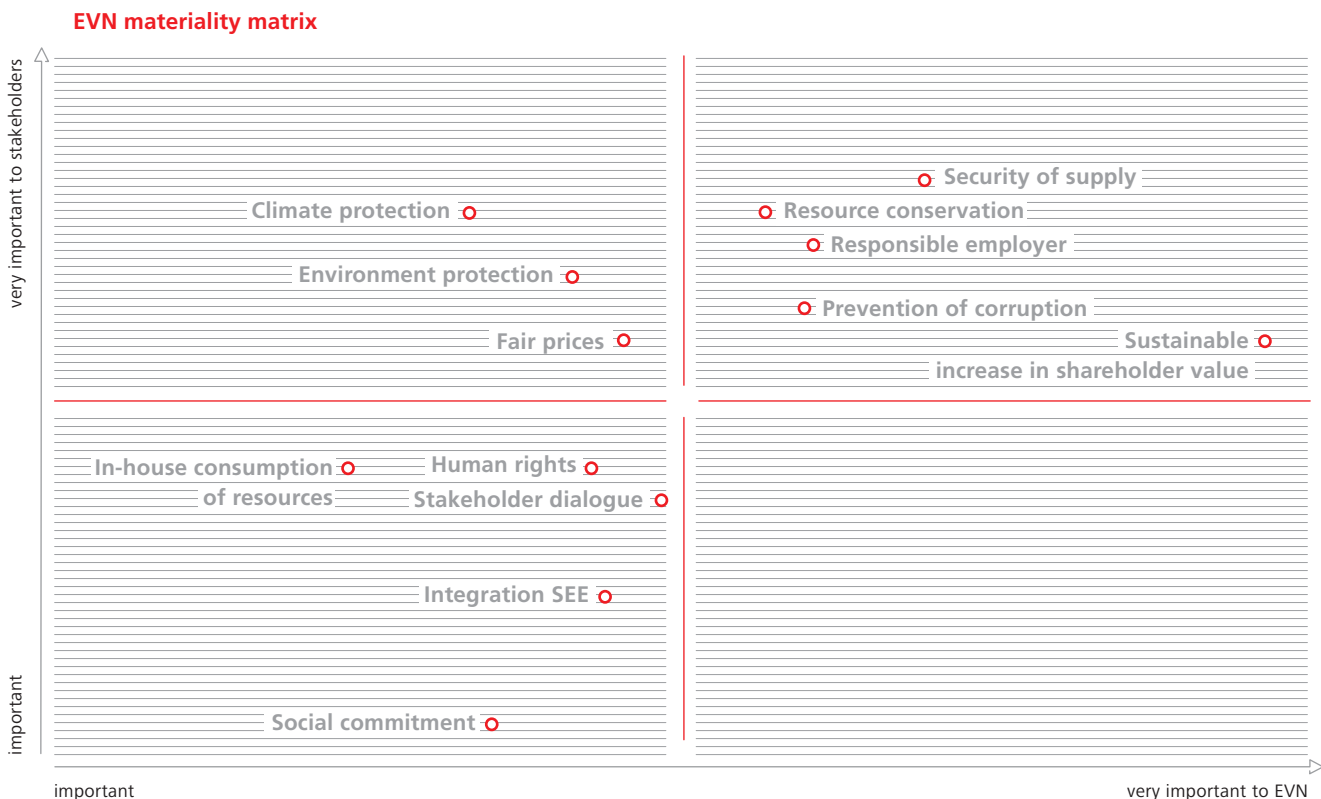 EVN materiality matrix
very important to stakeholders
Security of supply
Climate protection
Resource conservation
Responsible employer
Environment protection
Prevention of corruption
Fair prices
Sustainable
increase in shareholder value
In-house consumption
of resources
Human rights
Stakeholder dialogue
Integration SEE
important
Social commitment
important
very important to EVN